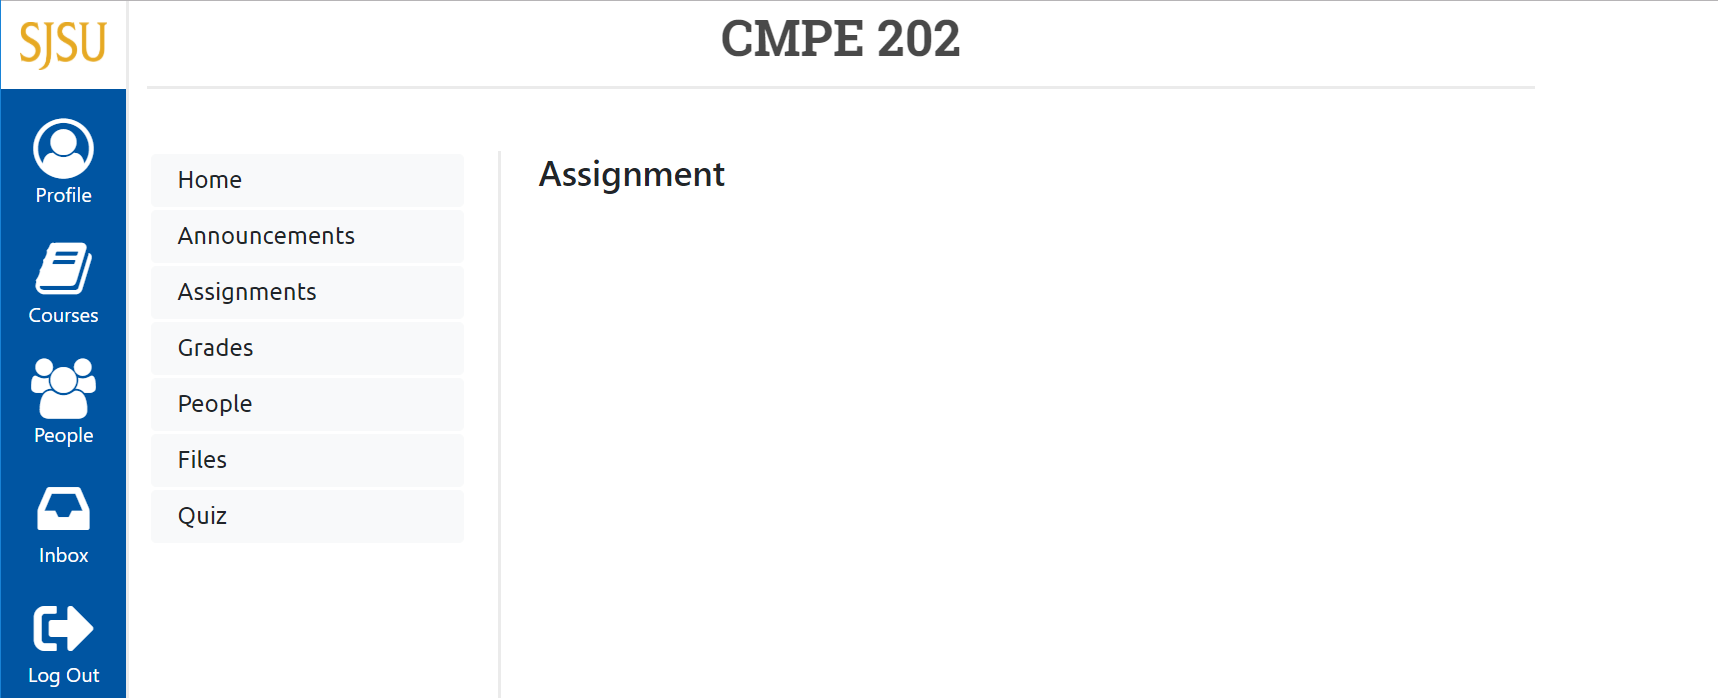 SJSU
CMPE 202
Profile
Courses
People
Inbox
Log Out
Home
Announcements
Assignments
Grades
People
Files
Quiz
Assignment